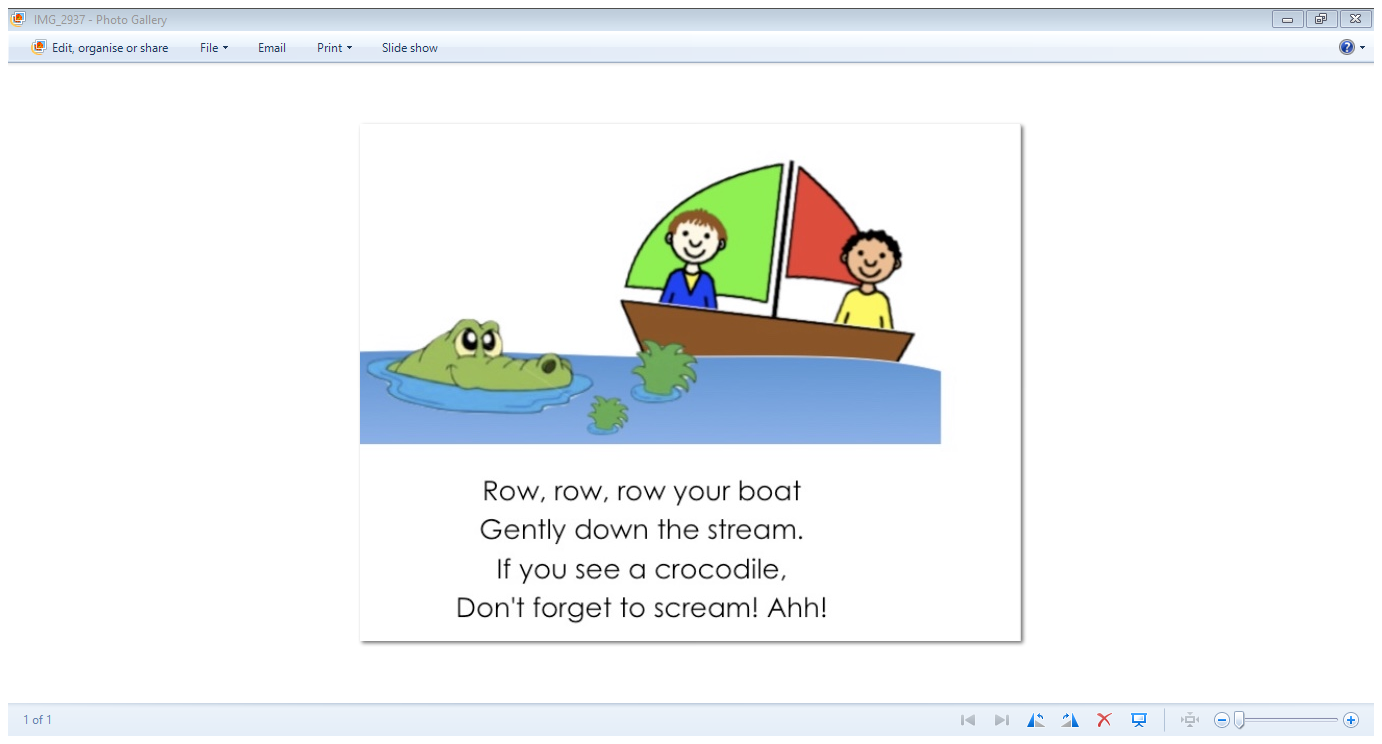 IMG_2937 - Photo Gallery
Edit, organise or share File Email Print Slide show
Row, row, row your boat
Gently down the stream.
If you see a crocodile,
Don't forget to scream! Ahh!
1 of 1